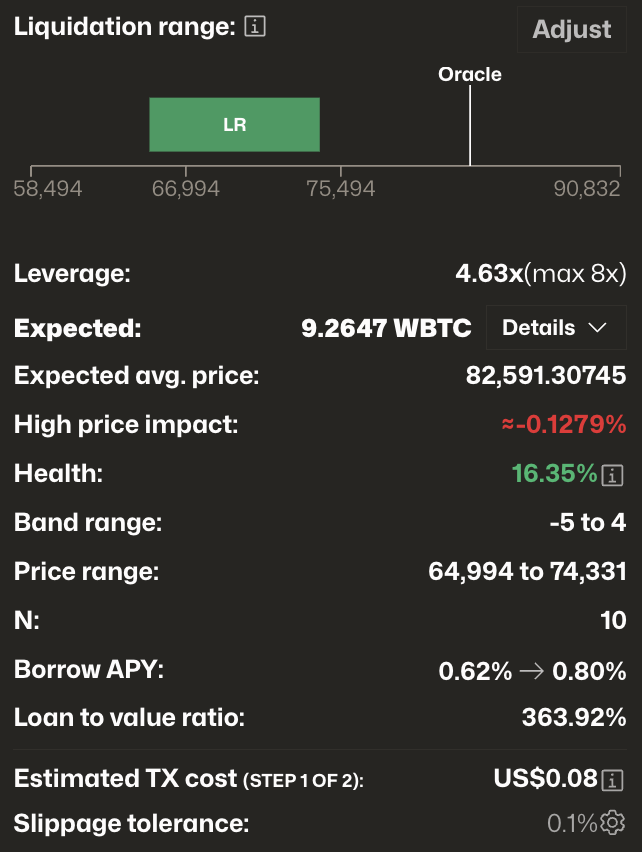 Liquidation range:
Adjust
Oracle
LR
58,494 66,994 75,494 90,832
Leverage: 4.63x(max 8x)
Expected: 9.2647 WBTC Details
Expected avg. price: 82,591.30745
High price impact: ≈-0.1279%
Health: 16.35%
Band range: -5 to 4
Price range: 64,994 to 74,331
N: 10
Borrow APY: 0.62% → 0.80%
Loan to value ratio: 363.92%
Estimated TX cost (STEP 1 OF 2): US$0.08
Slippage tolerance: 0.1%